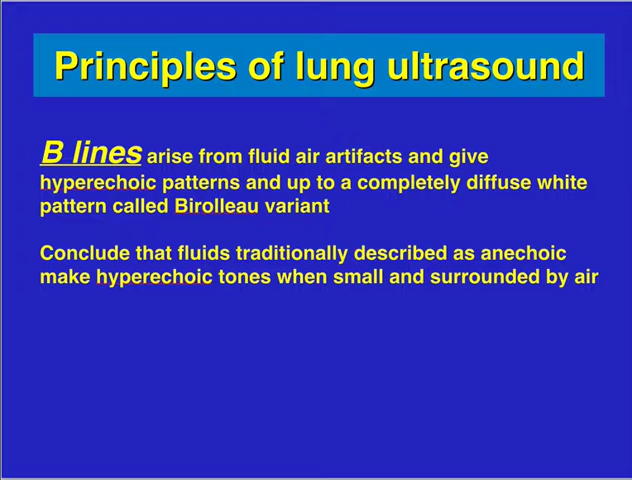 Principles of lung ultrasound
B lines arise from fluid air artifacts and give
hyperechoic patterns and up to a completely diffuse white
pattern called Birolleau variant
Conclude that fluids traditionally described as anechoic
make hyperechoic tones when small and surrounded by air